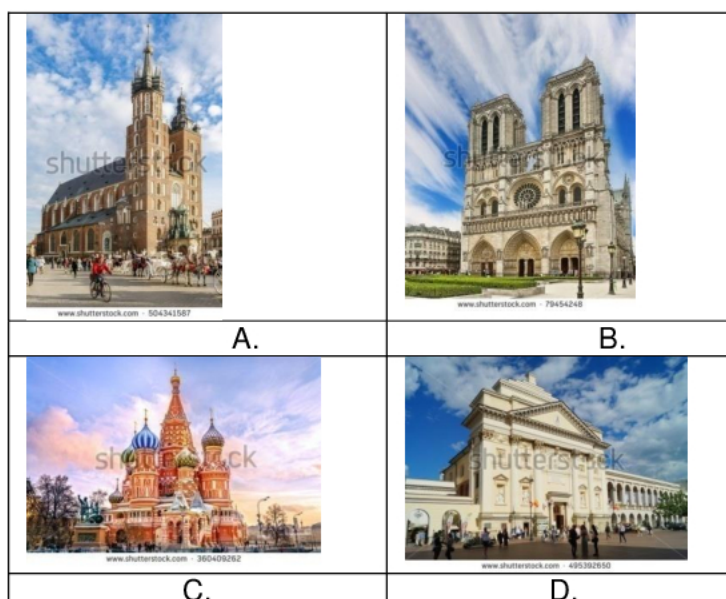 shutterstock
shutterstock
www.shutterstock.com · 504341587
www.shutterstock.com · 79454248
A.
B.
shutterstock
shutterstock
www.shutterstock.com · 360409262
www.shutterstock.com · 495392650
C.
D.